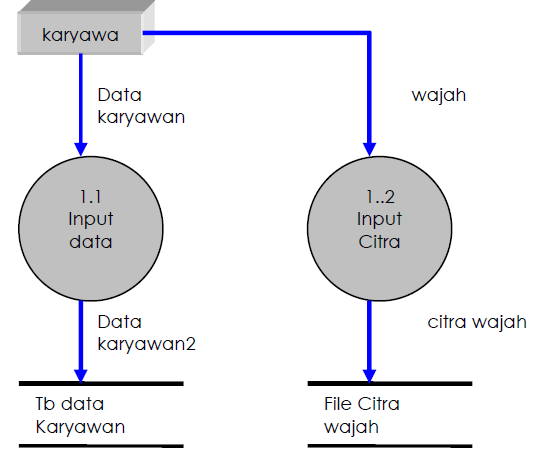 karyawa
Data
karyawan
wajah
1.1
Input
data
1..2
Input
Citra
Data
karyawan2
citra wajah
Tb data
Karyawan
File Citra
wajah